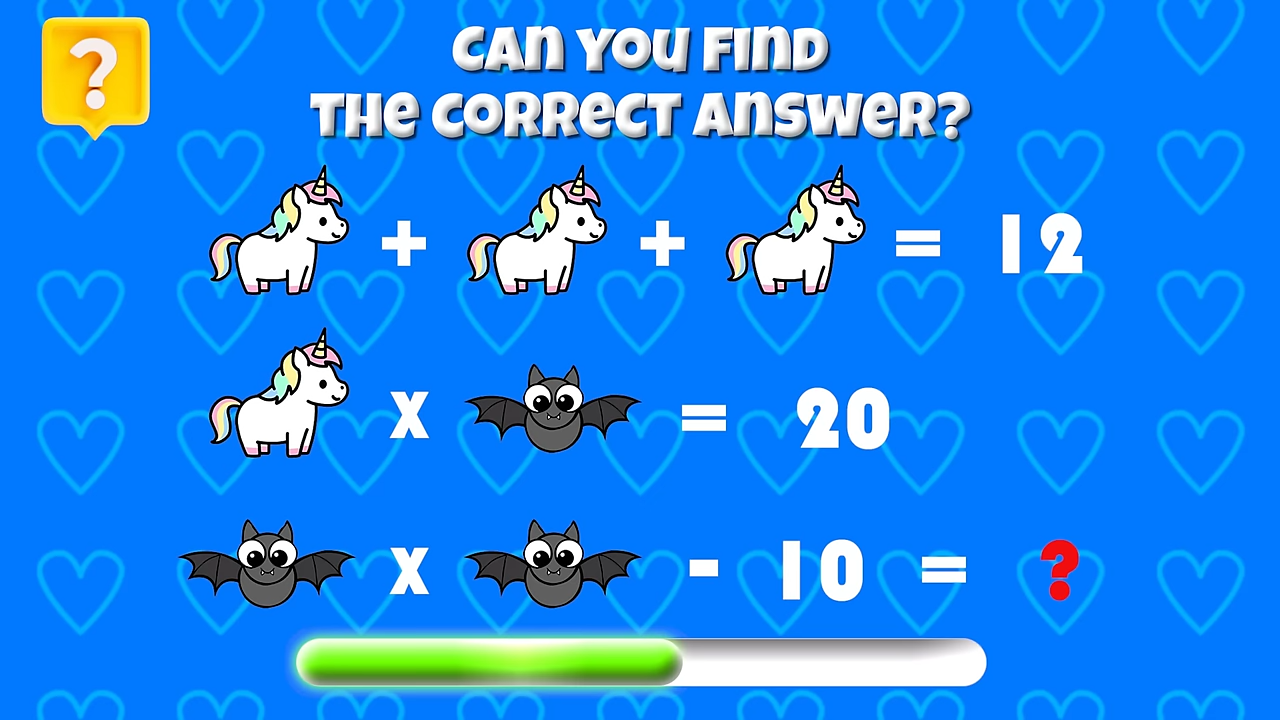 ?
Can You Find
The Correct Answer?
+ + = 12
x = 20
x - 10 = ?